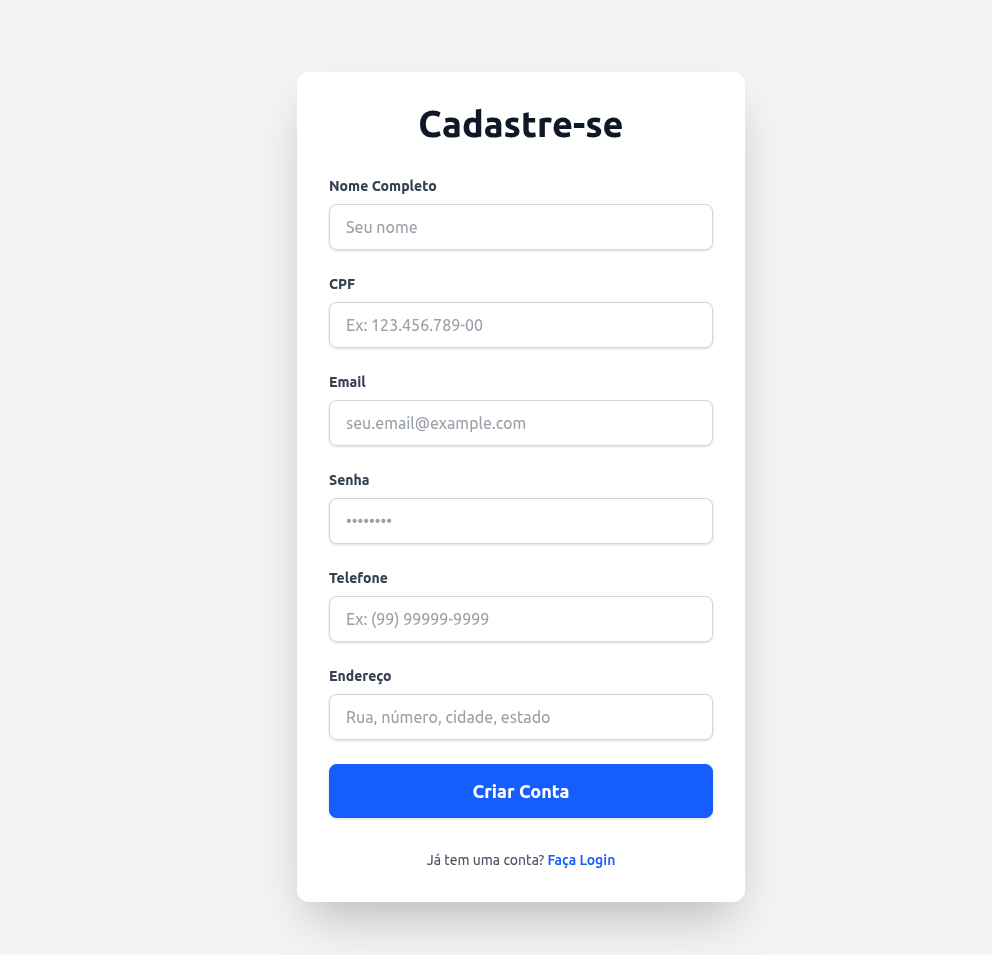 Cadastre-se
Nome Completo
Seu nome
CPF
Ex: 123.456.789-00
Email
seu.email@example.com
Senha
••••••••
Telefone
Ex: (99) 99999-9999
Endereço
Rua, número, cidade, estado
Criar Conta
Já tem uma conta? Faça Login